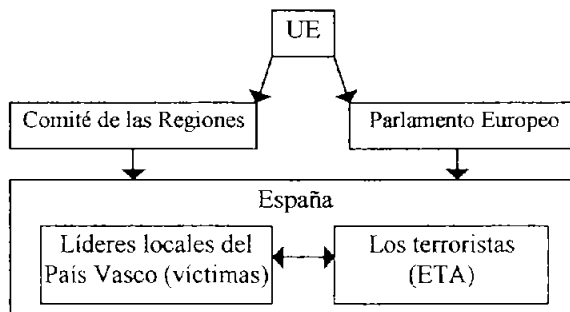 UE
Comité de las Regiones
Parlamento Europeo
España
Líderes locales del
País Vasco (víctimas)
Los terroristas
(ETA)